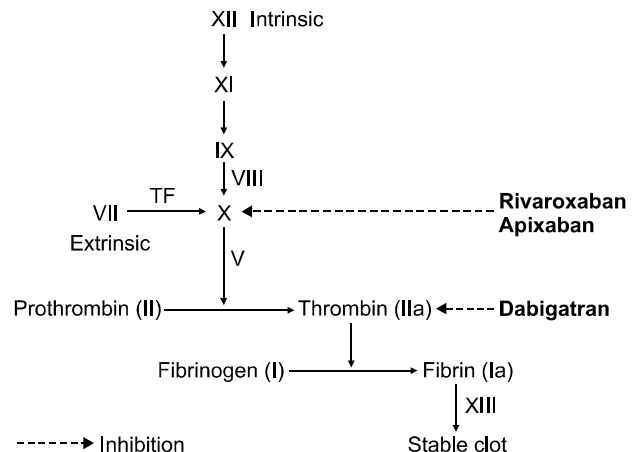 XII Intrinsic
XI
IX
VIII
TF
VII
X
Rivaroxaban
Apixaban
Extrinsic
V
Prothrombin (II)
Thrombin (IIa)
Dabigatran
Fibrinogen (I)
Fibrin (Ia)
XIII
Inhibition
Stable clot